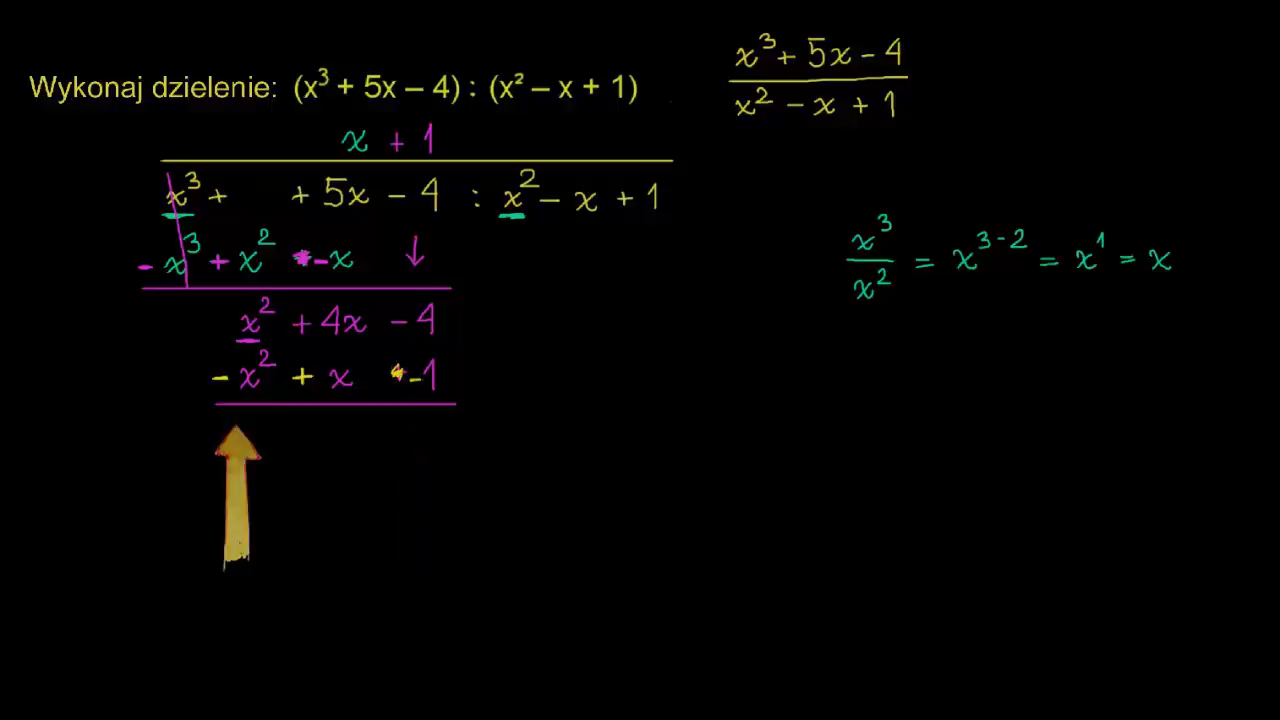 Wykonaj dzielenie: (x³ + 5x – 4) : (x² – x + 1)
x³ + 5x - 4
x² - x + 1
x + 1
x³ + + 5x - 4 : x² - x + 1
- x³ + x² - x
x³/x² = x³⁻² = x¹ = x
x² + 4x - 4
- x² + x - 1